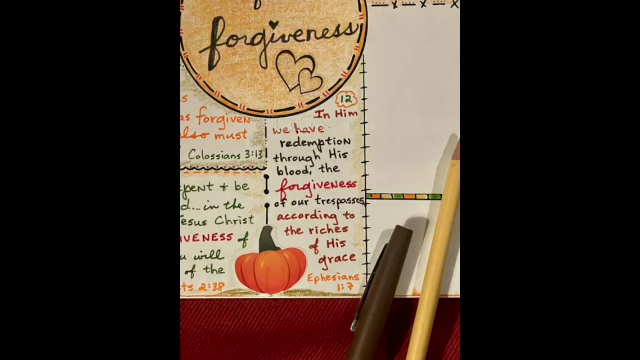 forgiveness
as forgiven
also must
Colossians 3:13
pent & be
d...in the
esus Christ
IVENESS of
u will
of the
ts 2:38
12
In Him
we have
redemption
through His
blood, the
forgiveness
of our trespasses
according to
the riches
of His
grace
Ephesians
1:7